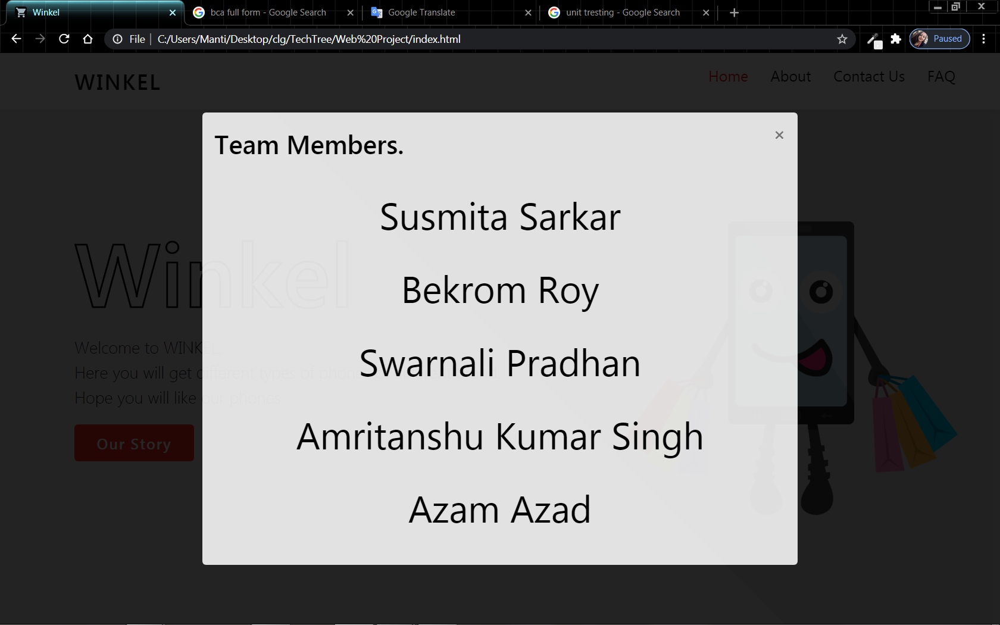 Winkel
bca full form - Google Search
Google Translate
unit tresting - Google Search
File
C:/Users/Manti/Desktop/clg/TechTree/Web%20Project/index.html
Paused
WINKEL
Home
About
Contact Us
FAQ
Team Members.
Susmita Sarkar
Bekrom Roy
Swarnali Pradhan
Amritanshu Kumar Singh
Azam Azad
Winkel
Welcome to WINKEL,
Here you will get different types of phone
Hope you will like our phones
Our Story